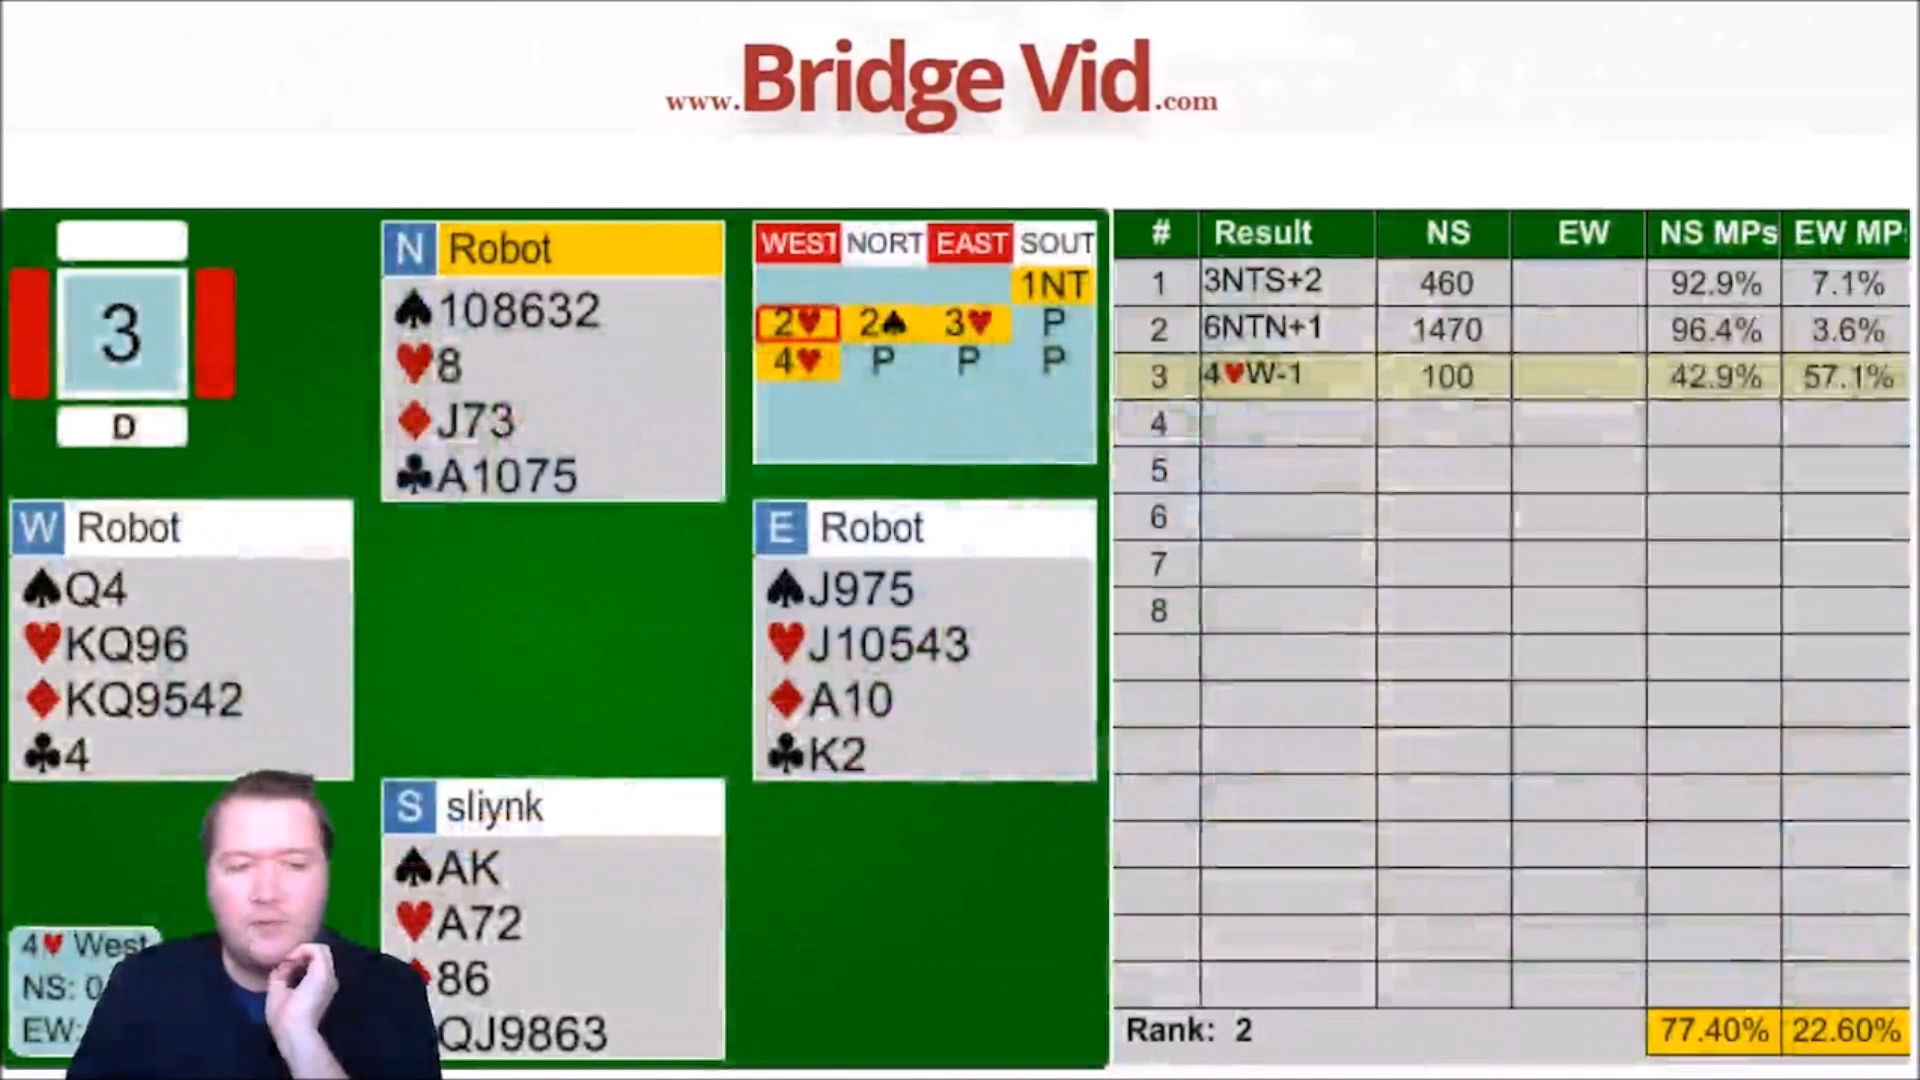 www.Bridge Vid.com
3
D
N Robot
♠108632
♥8
♦J73
♣A1075
WEST NORT EAST SOUT
1NT
2♥ 2♠ 3♥ P
4♥ P P P
W Robot
♠Q4
♥KQ96
♦KQ9542
♣4
E Robot
♠J975
♥J10543
♦A10
♣K2
S sliynk
♠AK
♥A72
♦86
QJ9863
4♥ West
NS: 0
EW:
# Result NS EW NS MPs EW MP
1 3NTS+2 460 92.9% 7.1%
2 6NTN+1 1470 96.4% 3.6%
3 4♥W-1 100 42.9% 57.1%
4
5
6
7
8
Rank: 2 77.40% 22.60%